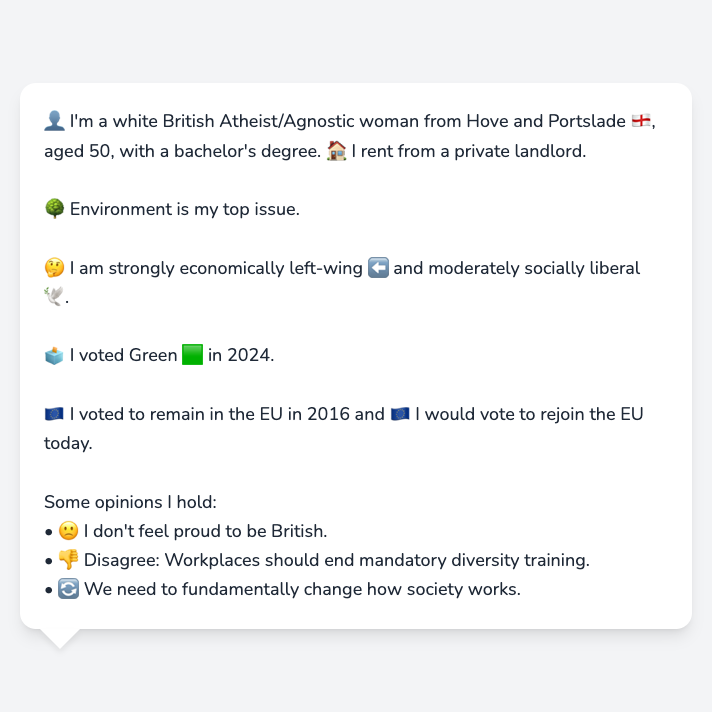 👤 I'm a white British Atheist/Agnostic woman from Hove and Portslade 🏴󠁧󠁢󠁥󠁮󠁧󠁿,
aged 50, with a bachelor's degree. 🏠 I rent from a private landlord.
🌳 Environment is my top issue.
🤔 I am strongly economically left-wing ⬅️ and moderately socially liberal
🕊️.
🗳️ I voted Green 🟩 in 2024.
🇪🇺 I voted to remain in the EU in 2016 and 🇪🇺 I would vote to rejoin the EU
today.
Some opinions I hold:
• 🙁 I don't feel proud to be British.
• 👎 Disagree: Workplaces should end mandatory diversity training.
• 🔄 We need to fundamentally change how society works.